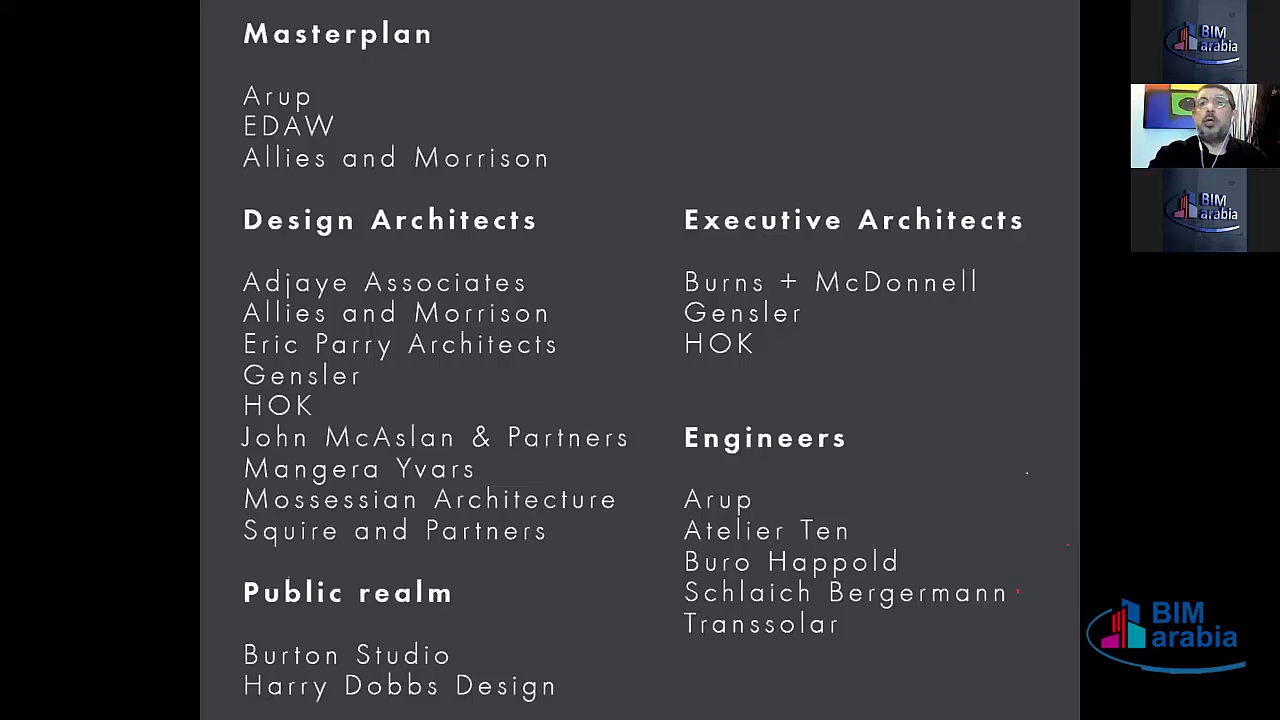 Masterplan
Arup
EDAW
Allies and Morrison
Design Architects
Adjaye Associates
Allies and Morrison
Eric Parry Architects
Gensler
HOK
John McAslan & Partners
Mangera Yvars
Mossessian Architecture
Squire and Partners
Public realm
Burton Studio
Harry Dobbs Design
Executive Architects
Burns + McDonnell
Gensler
HOK
Engineers
Arup
Atelier Ten
Buro Happold
Schlaich Bergermann
Transsolar
BIM
arabia
BIM
arabia
BIM
arabia